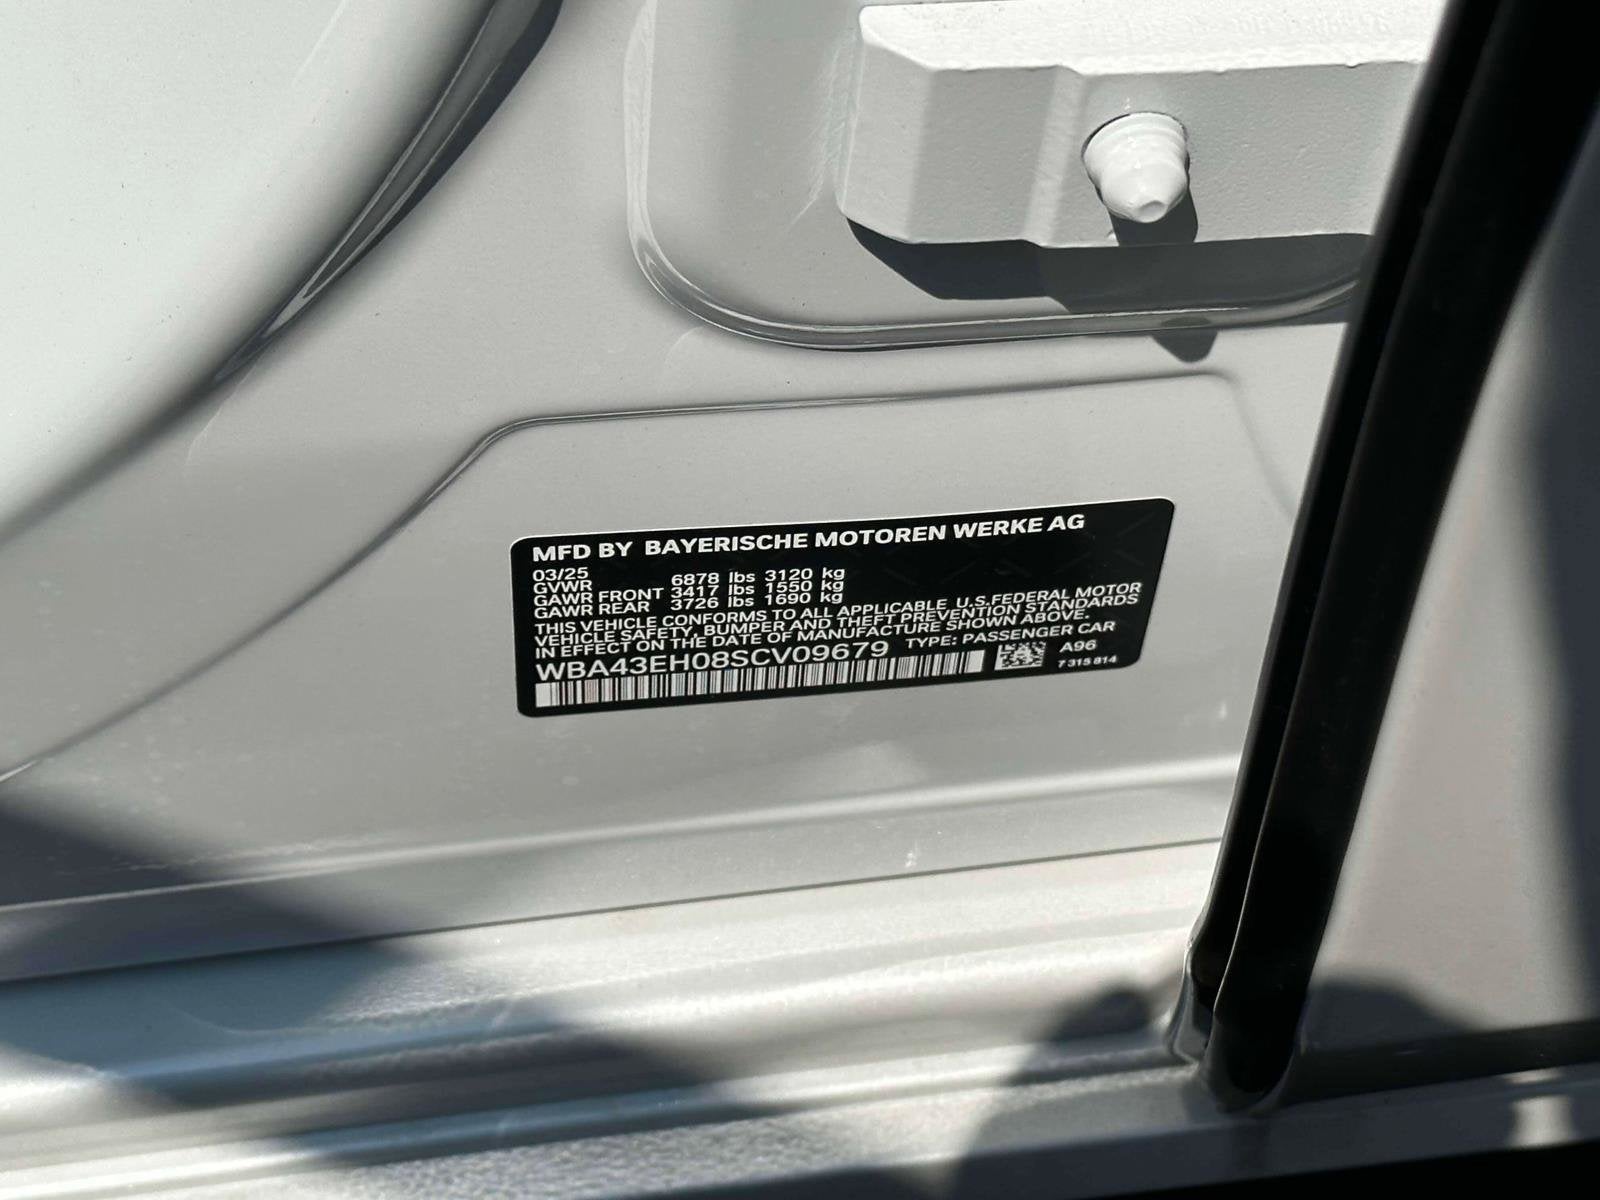 MFD BY BAYERISCHE MOTOREN WERKE AG
03/25
GVWR 6878 lbs 3120 kg
GAWR FRONT 3417 lbs 1550 kg
GAWR REAR 3726 lbs 1690 kg
THIS VEHICLE CONFORMS TO ALL APPLICABLE U.S.FEDERAL MOTOR
VEHICLE SAFETY, BUMPER AND THEFT PREVENTION STANDARDS
IN EFFECT ON THE DATE OF MANUFACTURE SHOWN ABOVE.
WBA43EH08SCV09679 TYPE: PASSENGER CAR
A96
7 315 814